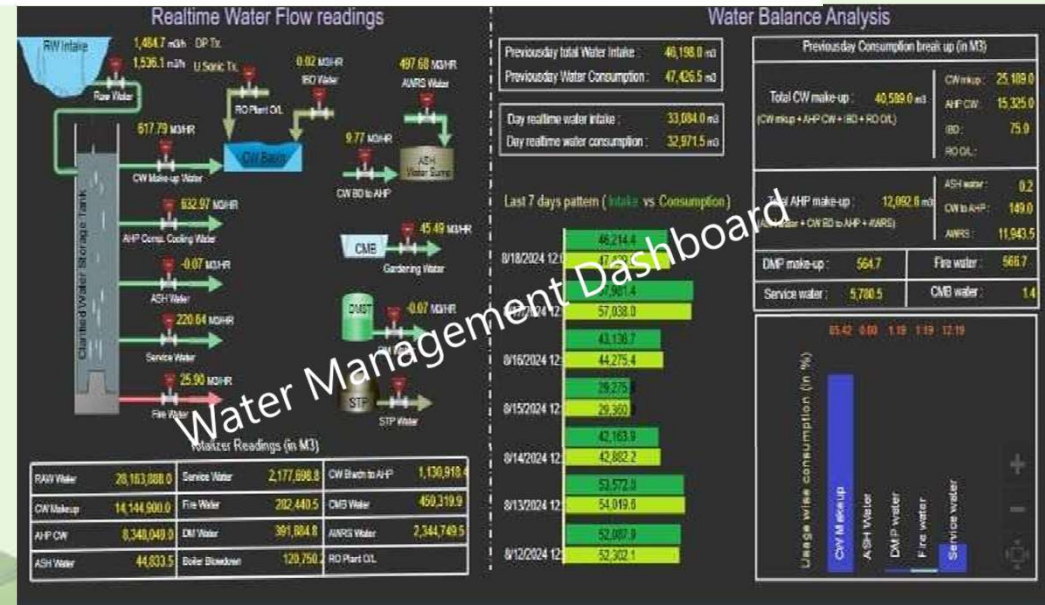 Realtime Water Flow readings
Water Balance Analysis
RW Intake
1,484.7 m3/h DP Tx.
1,536.1 m3/h U.Sonic Tx.
Raw Water
0.02 M3/HR
IBD Water
RO Plant O/L
497.68 M3/HR
AWRS Water
617.79 M3/HR
CW Make-up Water
CW Basin
9.77 M3/HR
CW BD to AHP
ASH Water Sump
Clarified Water Storage Tank
632.97 M3/HR
AHP Comp. Cooling Water
CMB
45.49 M3/HR
Gardening Water
-0.07 M3/HR
ASH Water
DMST
-0.07 M3/HR
220.64 M3/HR
Service Water
25.90 M3/HR
Fire Water
STP
STP Water
Totalizer Readings (in M3)
RAW Water 28,163,888.0 Service Water 2,177,698.8 CW Blwdn to AHP 1,130,918.4
CW Makeup 14,144,900.0 Fire Water 282,440.5 CMB Water 459,319.9
AHP CW 8,348,049.0 DM Water 391,684.8 AWRS Water 2,344,749.5
ASH Water 44,833.5 Boiler Blowdown 120,750.2 RO Plant O/L
Previousday total Water Intake : 46,198.0 m3
Previousday Water Consumption : 47,426.5 m3
Day realtime water intake : 33,084.0 m3
Day realtime water consumption : 32,971.5 m3
Last 7 days pattern ( Intake vs Consumption)
46,214.4
8/18/2024 12:
57,038.0
43,136.7
8/16/2024 12:
44,275.4
29,275
8/15/2024 12:
29,360
42,163.9
8/14/2024 12:
42,882.2
53,572.0
8/13/2024 12:
54,019.6
52,087.9
8/12/2024 12:
52,302.1
Previousday Consumption break up (in M3)
Total CW make-up : 40,589.0 m3
(CW mkup + AHP CW + IBD + RO O/L)
CW mkup : 25,189.0
AHP CW: 15,325.0
IBD : 75.0
RO O/L :
Total AHP make-up : 12,092.6 m3
+ CW BD to AHP + AWRS)
ASH water : 0.2
CW to AHP : 149.0
AWRS : 11,943.5
DMP make-up : 564.7 Fire water : 566.7
Service water : 5,780.5 CMB water : 1.4
85.42 0.00 1.19 1.19 12.19
Usage wise consumption (in %)
CW Makeup
ASH Water
DMP water
Fire water
Service water
Water Management Dashboard